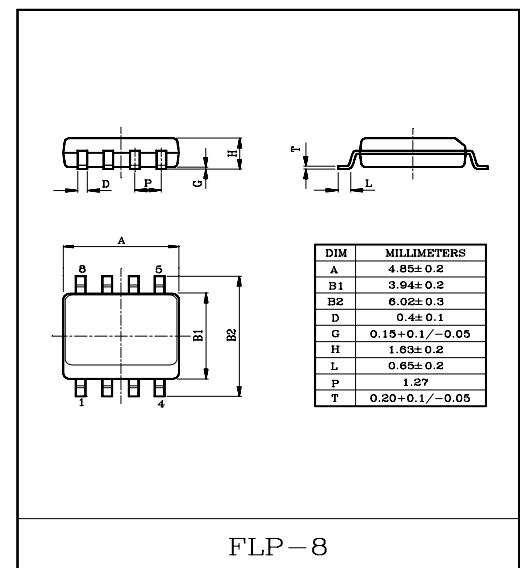 H
D
P
G
T
L
A
8
5
B1
B2
1
4
DIM MILLIMETERS
A 4.85± 0.2
B1 3.94± 0.2
B2 6.02± 0.3
D 0.4± 0.1
G 0.15+0.1/−0.05
H 1.63± 0.2
L 0.65± 0.2
P 1.27
T 0.20+0.1/−0.05
FLP−8